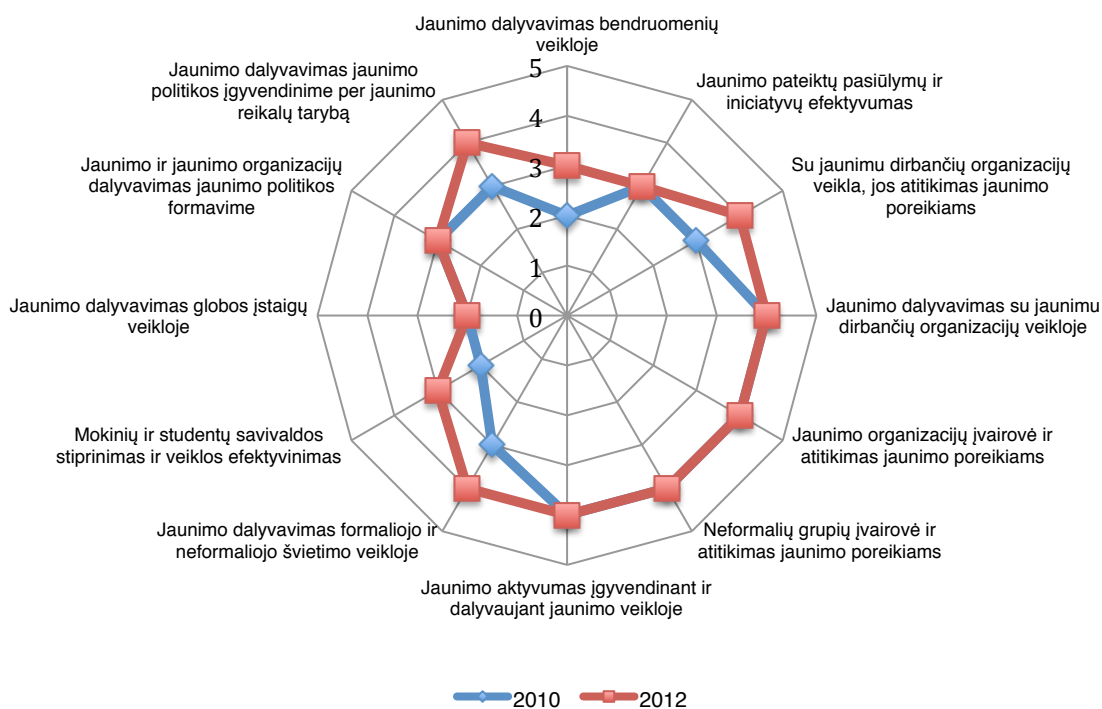 Jaunimo dalyvavimas bendruomenių
veikloje
Jaunimo pateiktų pasiūlymų ir
iniciatyvų efektyvumas
Su jaunimu dirbančių organizacijų
veikla, jos atitikimas jaunimo
poreikiams
Jaunimo dalyvavimas su jaunimu
dirbančių organizacijų veikloje
Jaunimo organizacijų įvairovė ir
atitikimas jaunimo poreikiams
Neformalių grupių įvairovė ir
atitikimas jaunimo poreikiams
Jaunimo aktyvumas įgyvendinant ir
dalyvaujant jaunimo veikloje
Jaunimo dalyvavimas formaliojo ir
neformaliojo švietimo veikloje
Mokinių ir studentų savivaldos
stiprinimas ir veiklos efektyvinimas
Jaunimo dalyvavimas globos įstaigų
veikloje
Jaunimo ir jaunimo organizacijų
dalyvavimas jaunimo politikos
formavime
Jaunimo dalyvavimas jaunimo
politikos įgyvendinime per jaunimo
reikalų tarybą
5
4
3
2
1
0
2010
2012